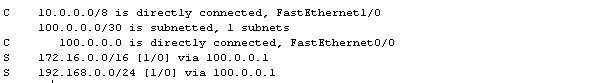 C    10.0.0.0/8 is directly connected, FastEthernet1/0
     100.0.0.0/30 is subnetted, 1 subnets
C       100.0.0.0 is directly connected, FastEthernet0/0
S    172.16.0.0/16 [1/0] via 100.0.0.1
S    192.168.0.0/24 [1/0] via 100.0.0.1